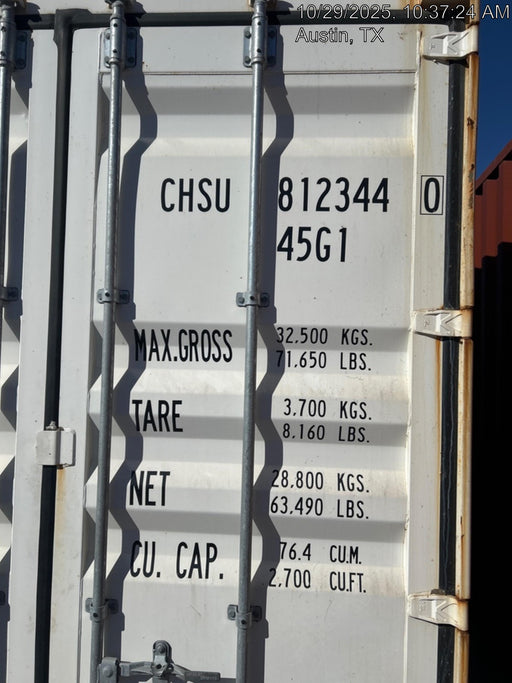 10/29/2025. 10:37:24 AM
Austin, TX
CHSU 812344 0
45G1
MAX.GROSS 32,500 KGS.
71,650 LBS.
TARE 3,700 KGS.
8,160 LBS.
NET 28,800 KGS.
63,490 LBS.
CU. CAP. 76.4 CU.M.
2,700 CU.FT.